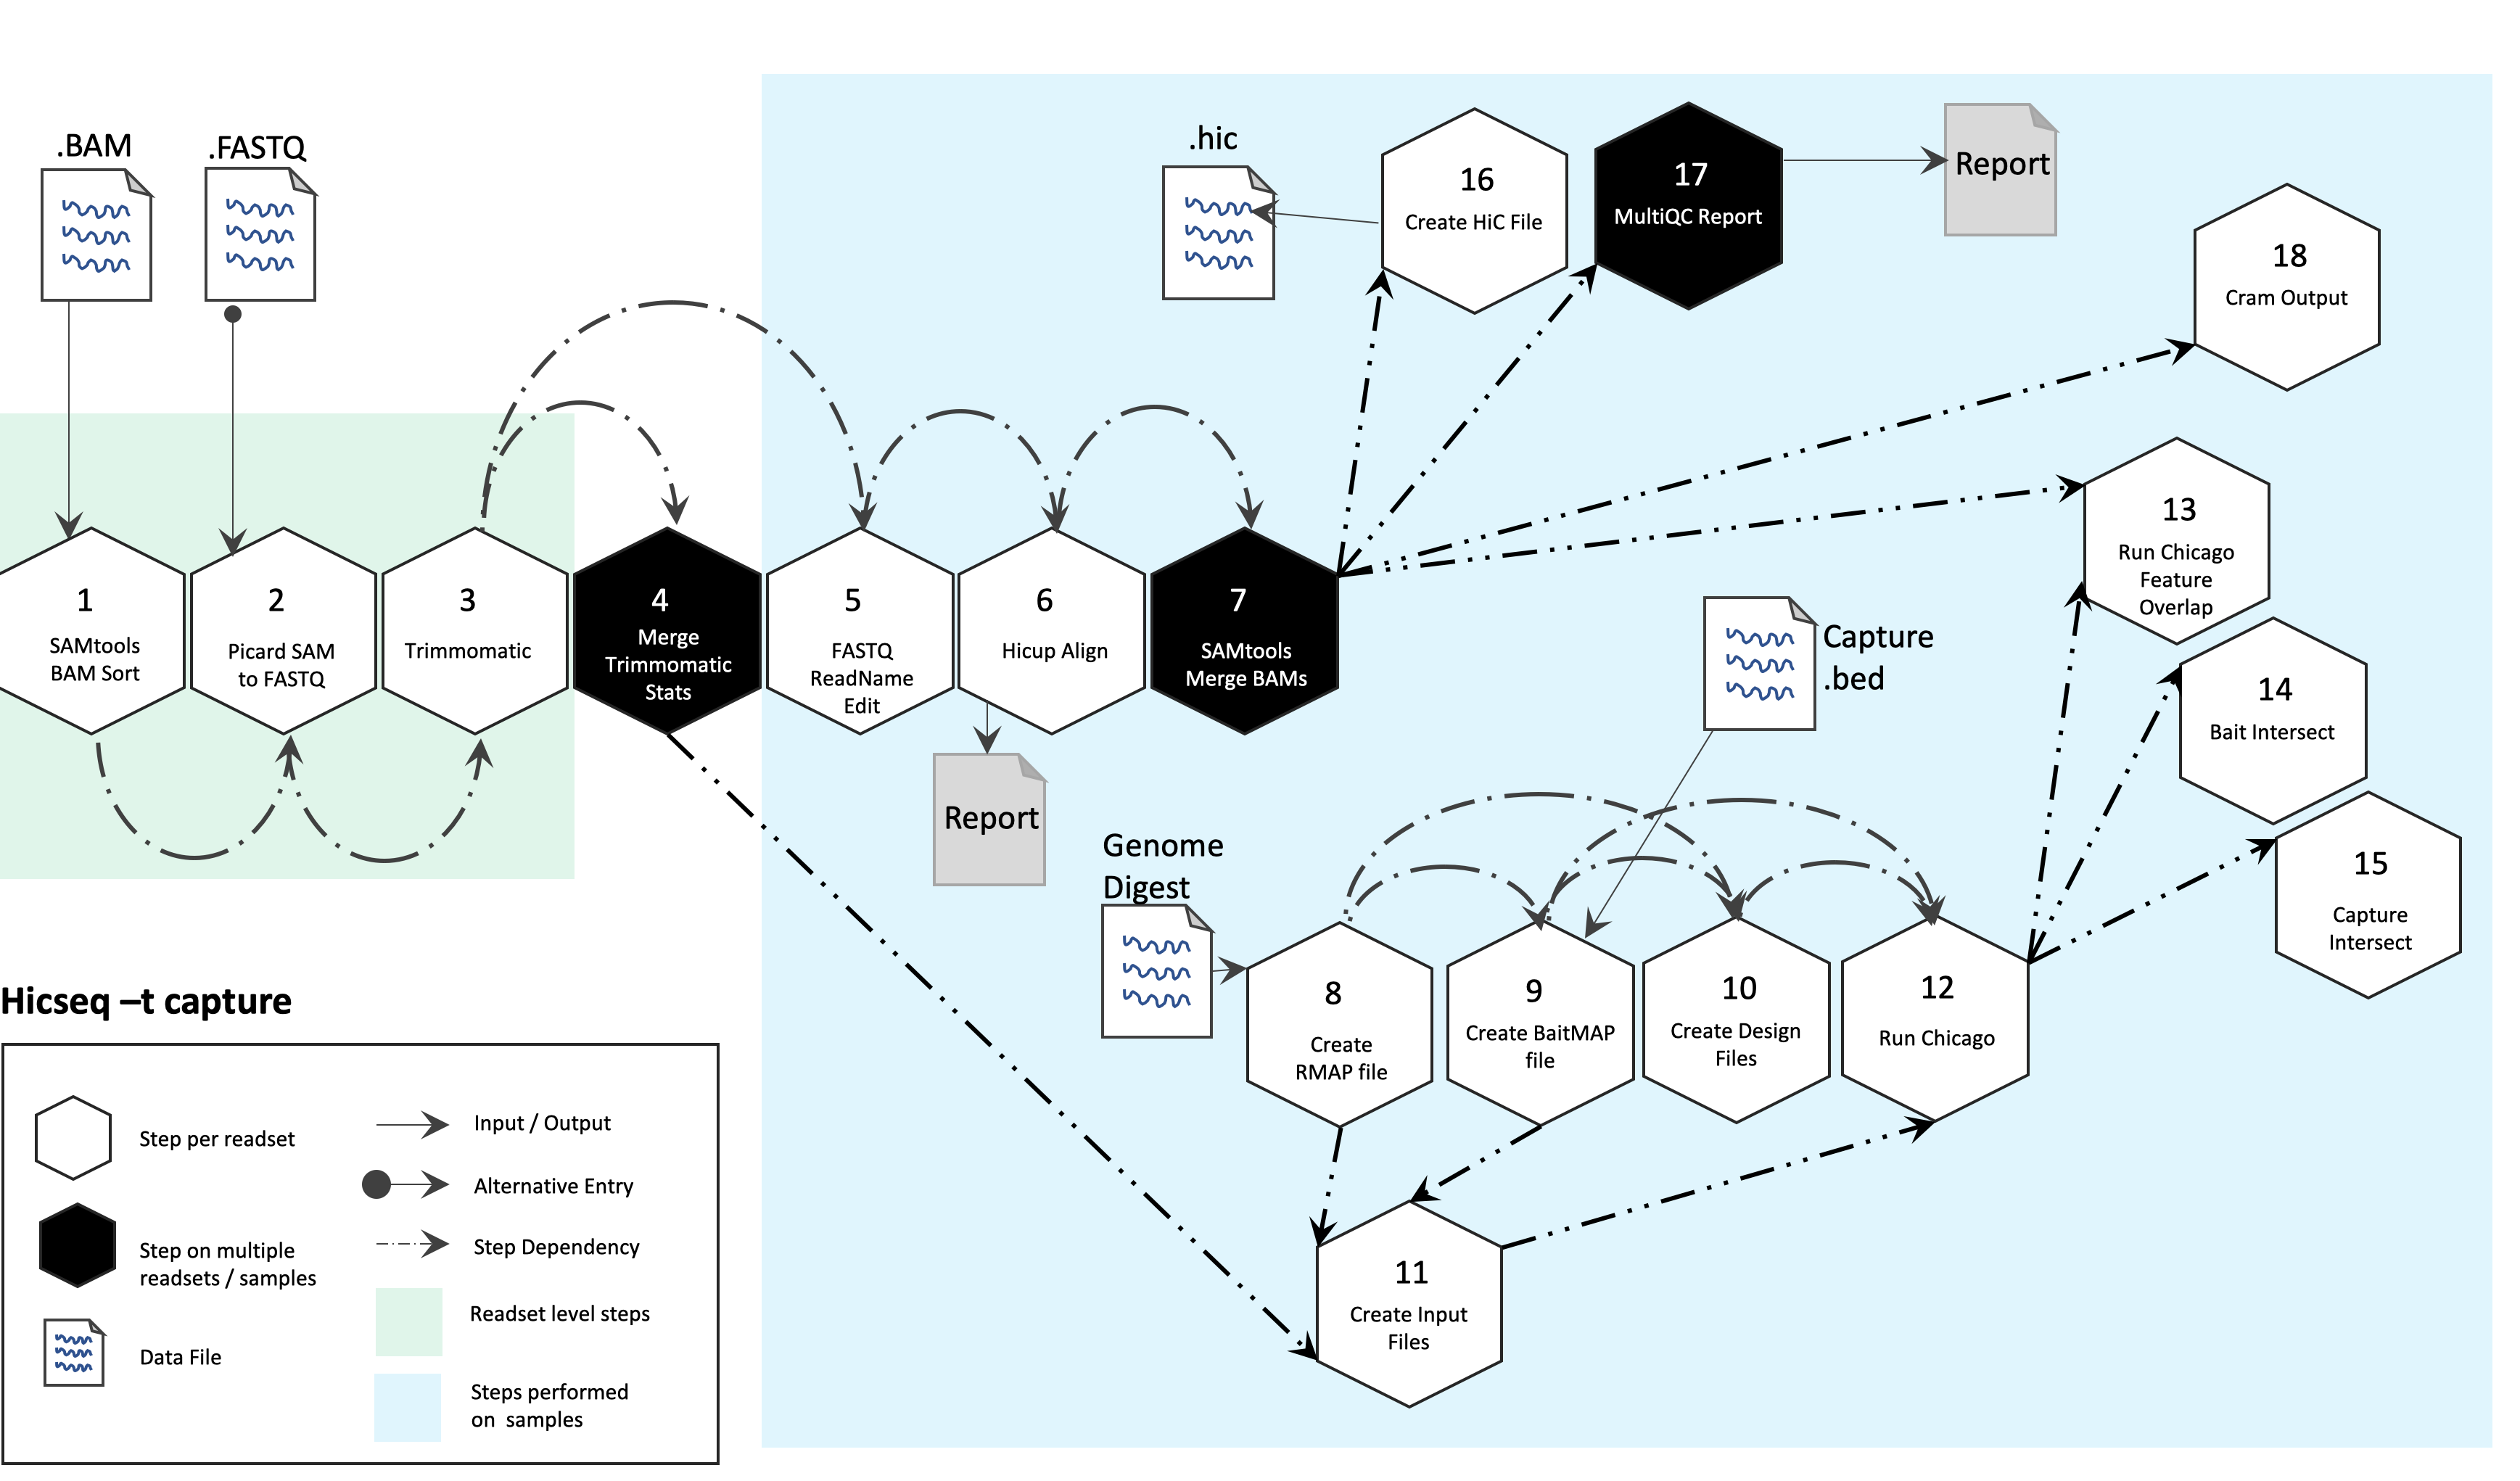 .BAM
.FASTQ
.hic
16
Create HiC File
17
MultiQC Report
Report
18
Cram Output
13
Run Chicago
Feature
Overlap
1
SAMtools
BAM Sort
2
Picard SAM
to FASTQ
3
Trimmomatic
4
Merge
Trimmomatic
Stats
5
FASTQ
ReadName
Edit
6
Hicup Align
7
SAMtools
Merge BAMs
Capture
.bed
14
Bait Intersect
Report
Genome
Digest
15
Capture
Intersect
8
Create
RMAP file
9
Create BaitMAP
file
10
Create Design
Files
12
Run Chicago
11
Create Input
Files
Hicseq –t capture
Step per readset
Input / Output
Alternative Entry
Step on multiple
readsets / samples
Step Dependency
Readset level steps
Data File
Steps performed
on samples